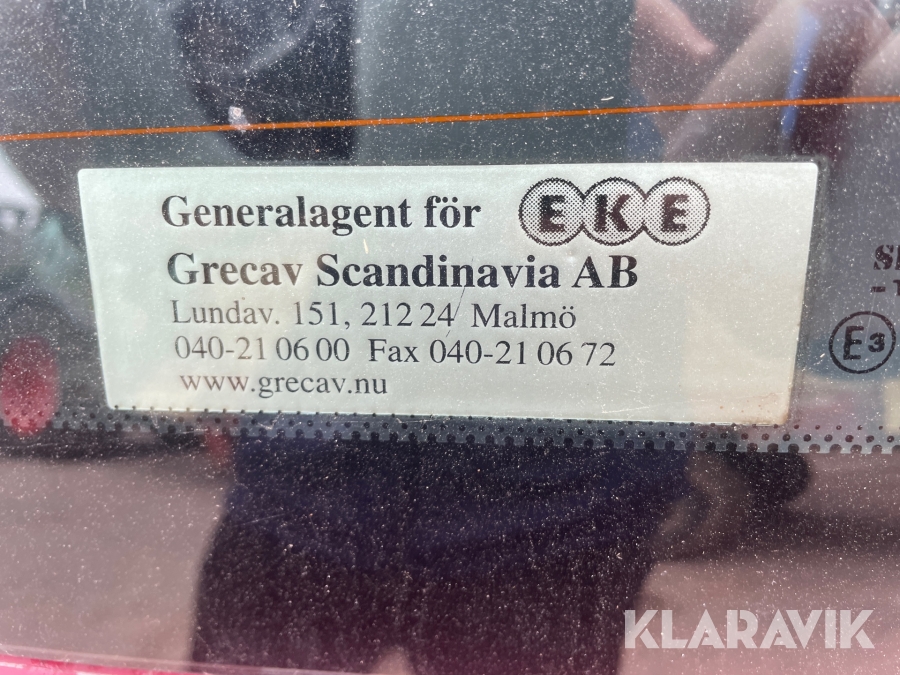 Generalagent för EKE
Grecav Scandinavia AB
Lundav. 151, 212 24 Malmö
040-21 06 00 Fax 040-21 06 72
www.grecav.nu
E3
KLARAVIK